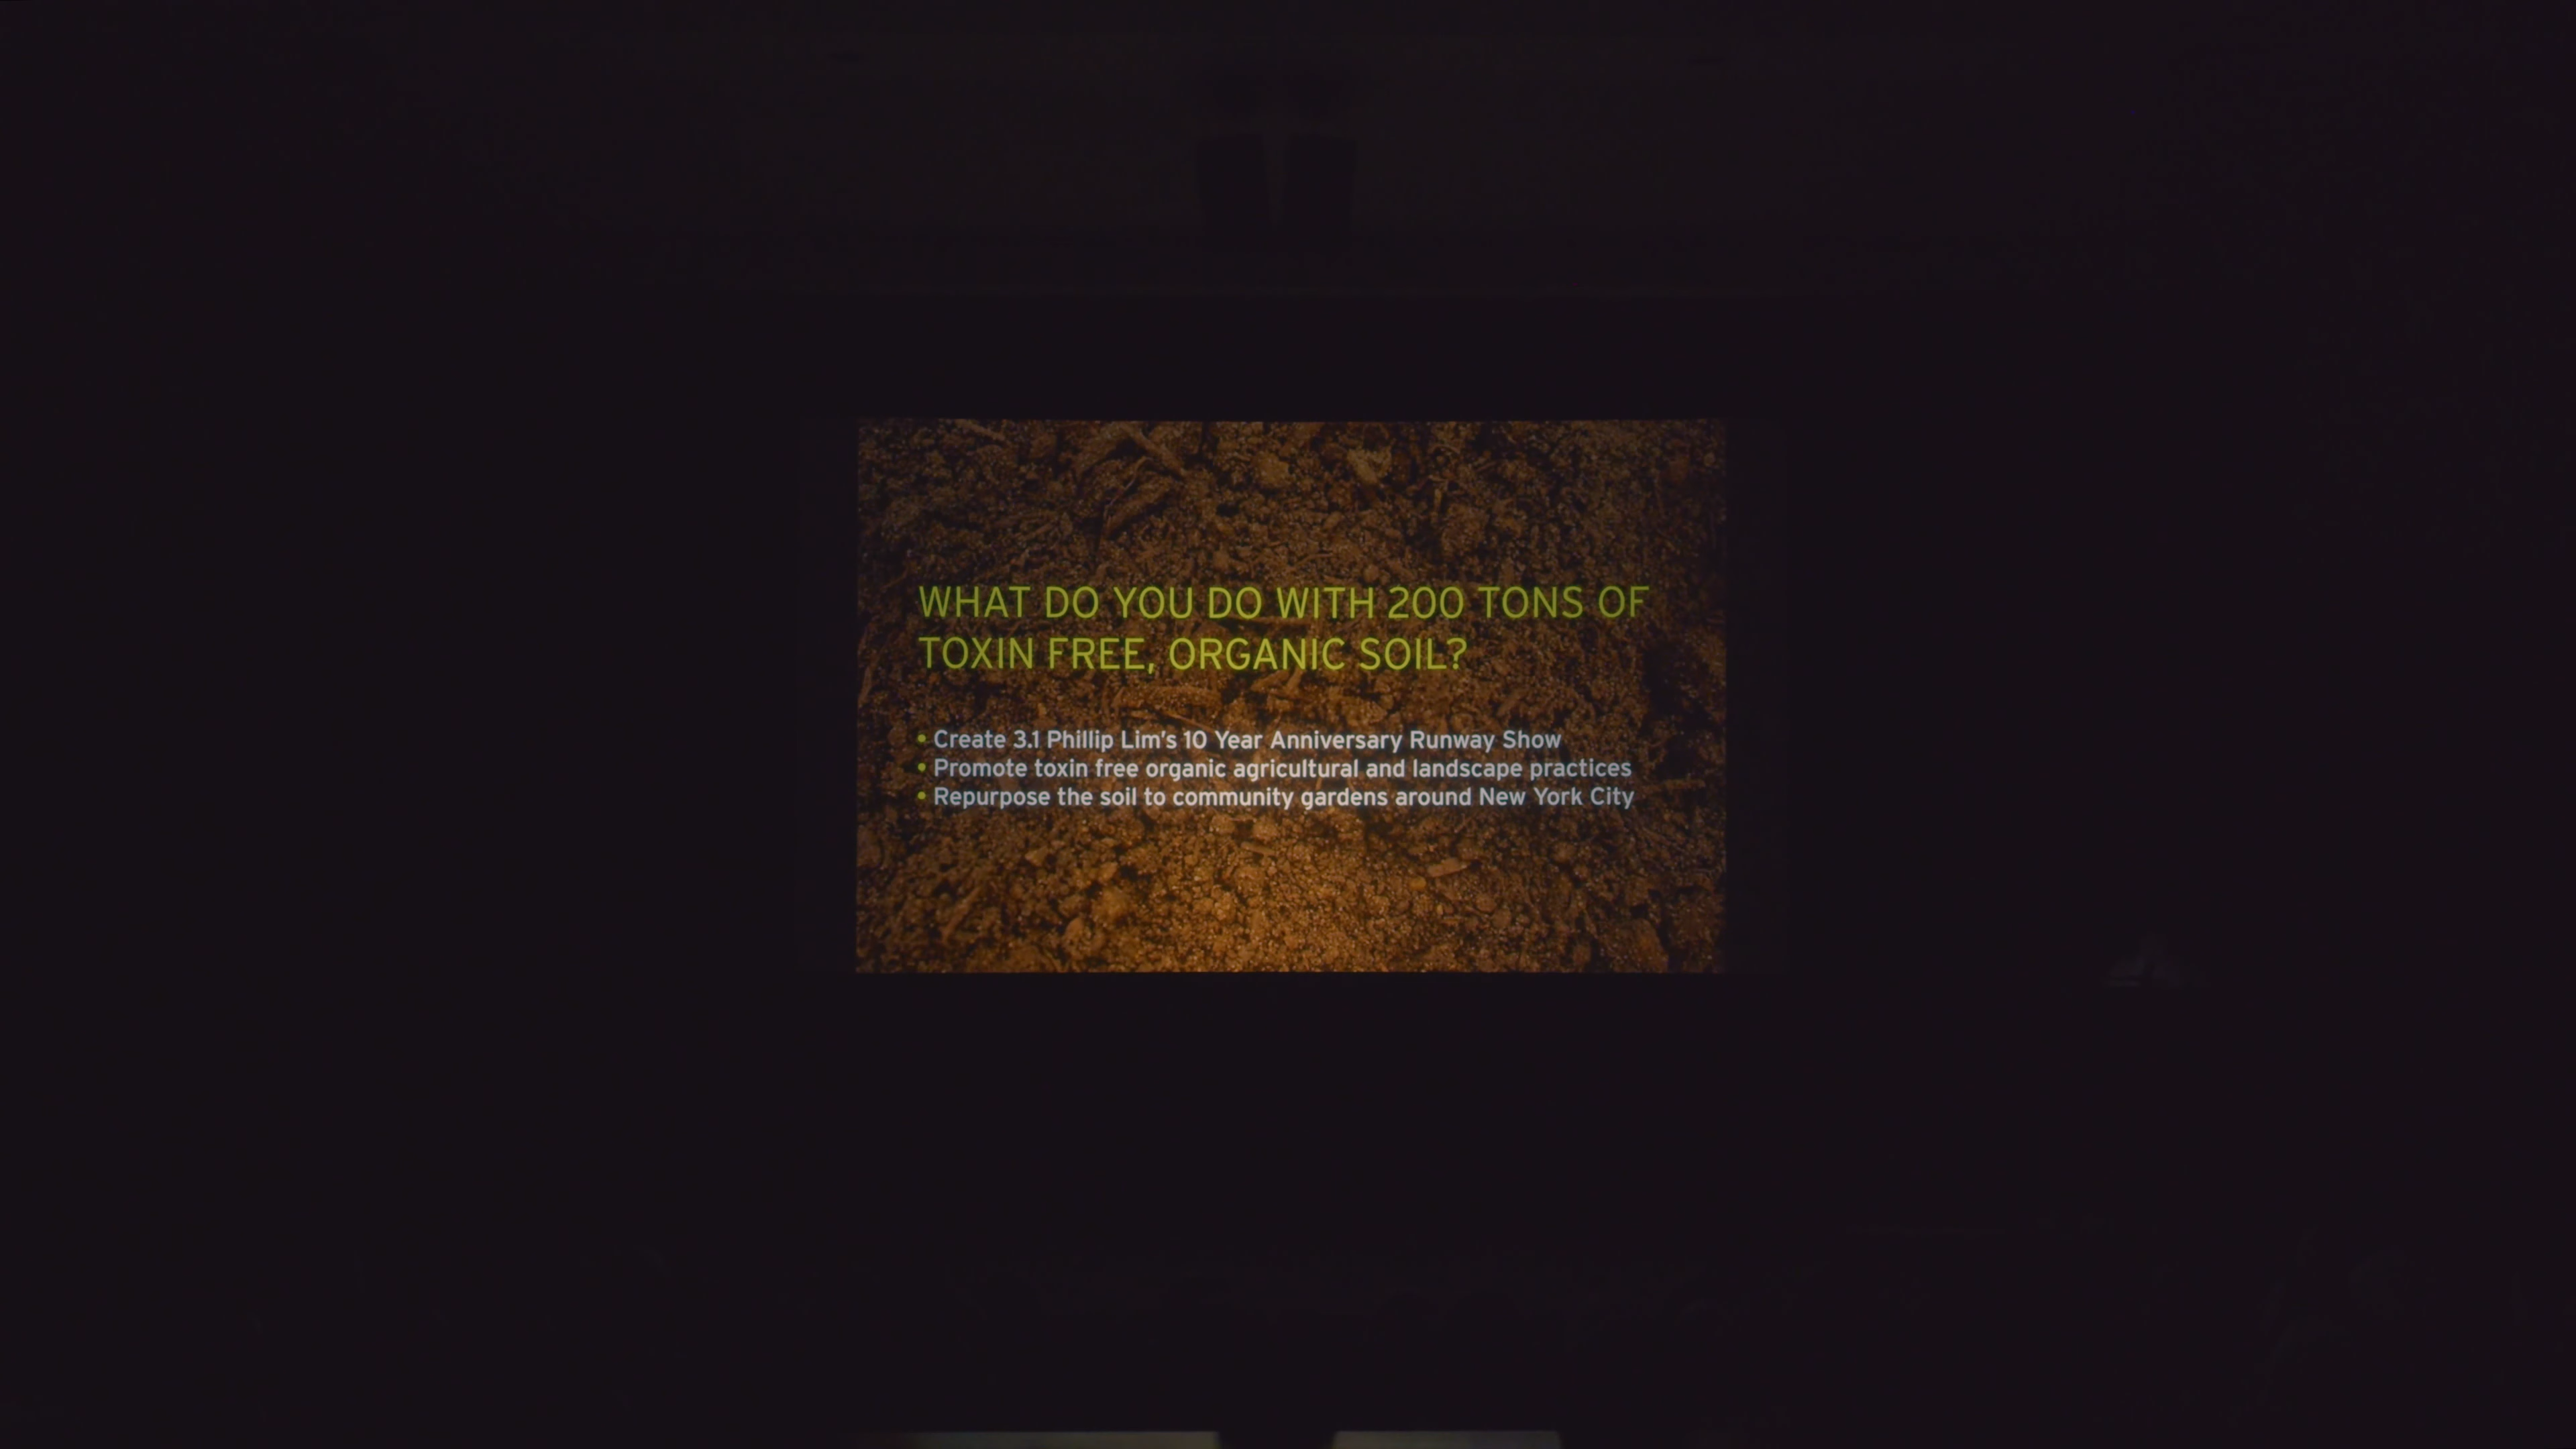 WHAT DO YOU DO WITH 200 TONS OF
TOXIN FREE, ORGANIC SOIL?
• Create 3.1 Phillip Lim's 10 Year Anniversary Runway Show
• Promote toxin free organic agricultural and landscape practices
• Repurpose the soil to community gardens around New York City